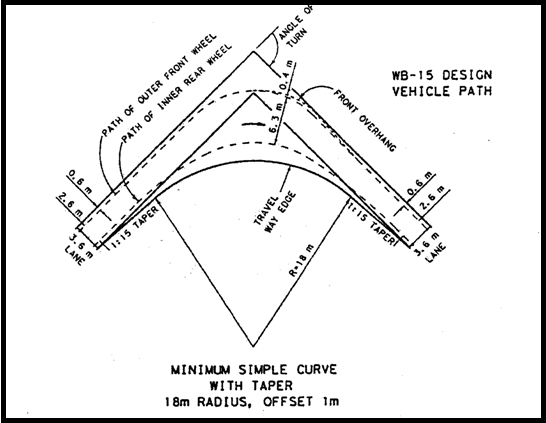 ANGLE OF
TURN
PATH OF OUTER FRONT WHEEL
PATH OF INNER REAR WHEEL
WB-15 DESIGN
VEHICLE PATH
0.4 m
6.3 m
FRONT OVERHANG
0.6 m
2.6 m
3.6 m
LANE
1:15 TAPER
TRAVEL
WAY EDGE
R=18 m
1:15 TAPER
0.6 m
2.6 m
3.6 m
LANE
MINIMUM SIMPLE CURVE
WITH TAPER
18m RADIUS, OFFSET 1m